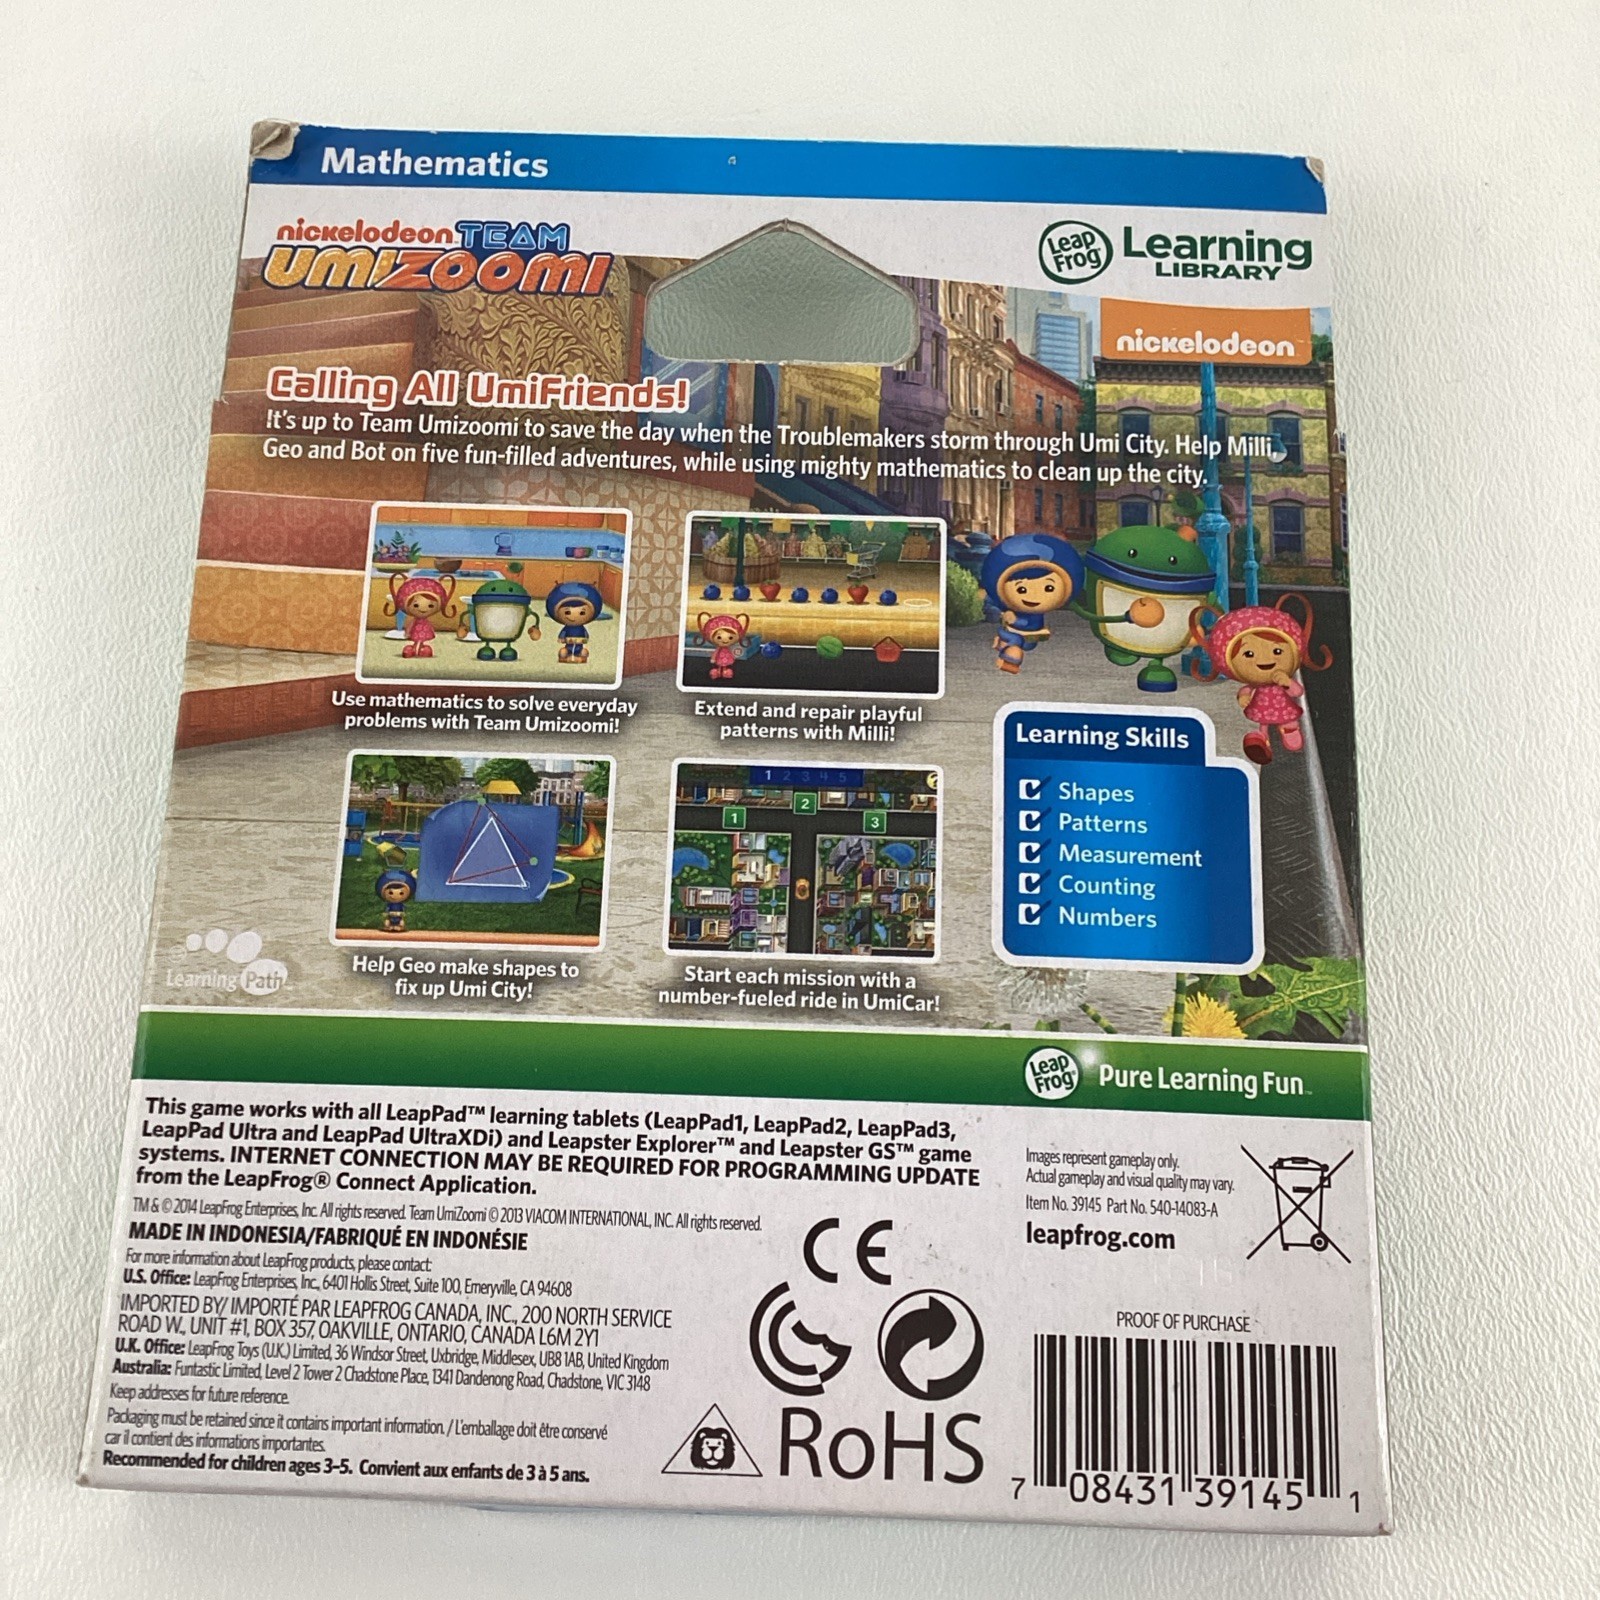 Mathematics
nickelodeon TEAM
UMIZOOMI
Leap
Frog
Learning
LIBRARY
nickelodeon
Calling All UmiFriends!
It's up to Team Umizoomi to save the day when the Troublemakers storm through Umi City. Help Milli,
Geo and Bot on five fun-filled adventures, while using mighty mathematics to clean up the city.
Use mathematics to solve everyday
problems with Team Umizoomi!
Extend and repair playful
patterns with Milli!
Learning Skills
Shapes
Patterns
Measurement
Counting
Numbers
1 2 3 4 5
2
1
3
Learning Path
Help Geo make shapes to
fix up Umi City!
Start each mission with a
number-fueled ride in UmiCar!
Leap
Frog
Pure Learning Fun™
This game works with all LeapPad™ learning tablets (LeapPad1, LeapPad2, LeapPad3,
LeapPad Ultra and LeapPad UltraXDi) and Leapster Explorer™ and Leapster GS™ game
systems. INTERNET CONNECTION MAY BE REQUIRED FOR PROGRAMMING UPDATE
from the LeapFrog® Connect Application.
TM & © 2014 LeapFrog Enterprises, Inc. All rights reserved. Team UmiZoomi © 2013 VIACOM INTERNATIONAL, INC. All rights reserved.
MADE IN INDONESIA/FABRIQUÉ EN INDONÉSIE
For more information about LeapFrog products, please contact:
U.S. Office: LeapFrog Enterprises, Inc., 6401 Hollis Street, Suite 100, Emeryville, CA 94608
IMPORTED BY/ IMPORTÉ PAR LEAPFROG CANADA, INC., 200 NORTH SERVICE
ROAD W., UNIT #1, BOX 357, OAKVILLE, ONTARIO, CANADA L6M 2Y1
U.K. Office: LeapFrog Toys (U.K.) Limited, 36 Windsor Street, Uxbridge, Middlesex, UB8 1AB, United Kingdom
Australia: Funtastic Limited, Level 2 Tower 2 Chadstone Place, 1341 Dandenong Road, Chadstone, VIC 3148
Keep addresses for future reference.
Packaging must be retained since it contains important information. / L'emballage doit être conservé
car il contient des informations importantes.
Recommended for children ages 3-5. Convient aux enfants de 3 à 5 ans.
CE
RoHS
Images represent gameplay only.
Actual gameplay and visual quality may vary.
Item No. 39145 Part No. 540-14083-A
leapfrog.com
PROOF OF PURCHASE
7 08431 39145 1